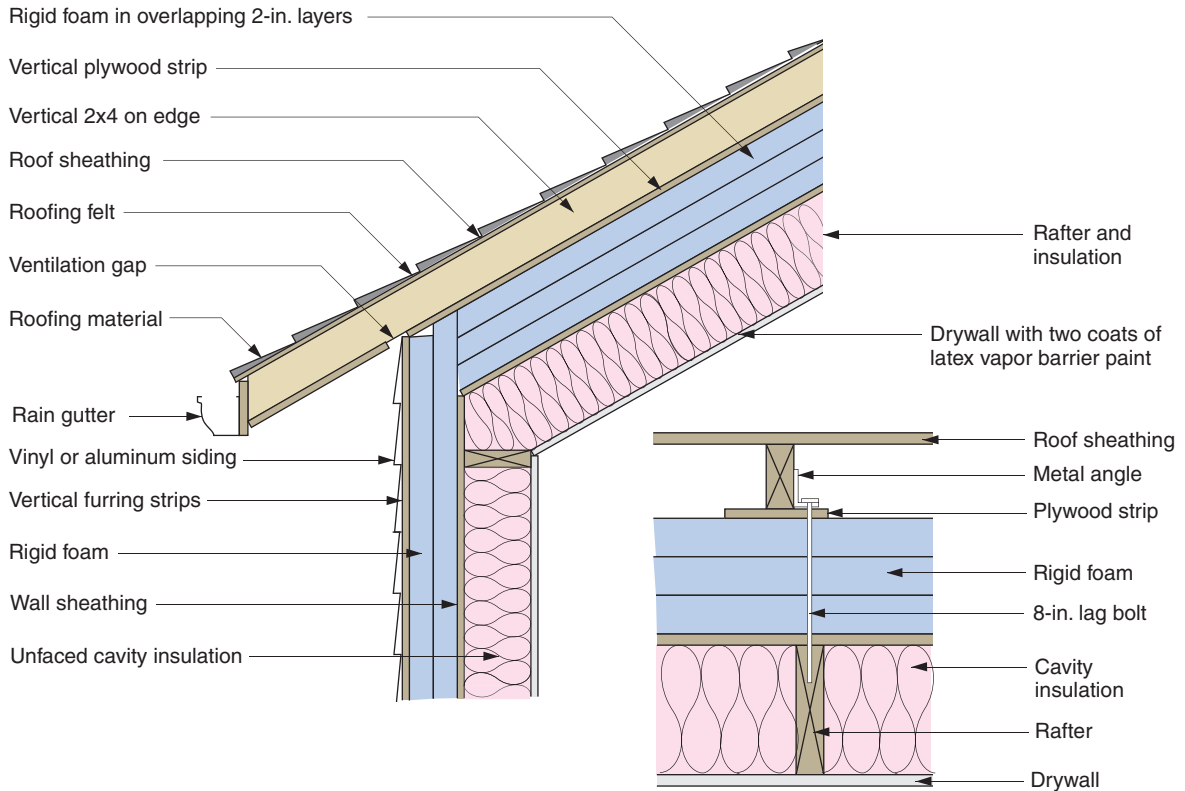 Rigid foam in overlapping 2-in. layers
Vertical plywood strip
Vertical 2x4 on edge
Roof sheathing
Roofing felt
Ventilation gap
Roofing material
Rain gutter
Vinyl or aluminum siding
Vertical furring strips
Rigid foam
Wall sheathing
Unfaced cavity insulation
Rafter and
insulation
Drywall with two coats of
latex vapor barrier paint
Roof sheathing
Metal angle
Plywood strip
Rigid foam
8-in. lag bolt
Cavity
insulation
Rafter
Drywall